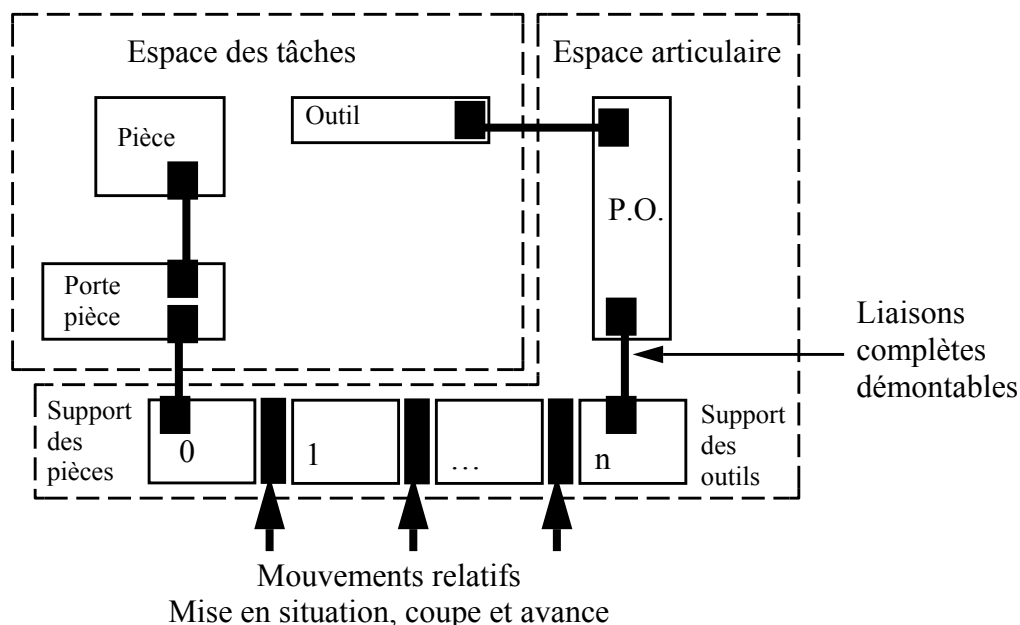 Espace des tâches
Espace articulaire
Pièce
Outil
P.O.
Porte
pièce
Liaisons
complètes
démontables
Support
des
pièces
0
1
…
n
Support
des
outils
Mouvements relatifs
Mise en situation, coupe et avance